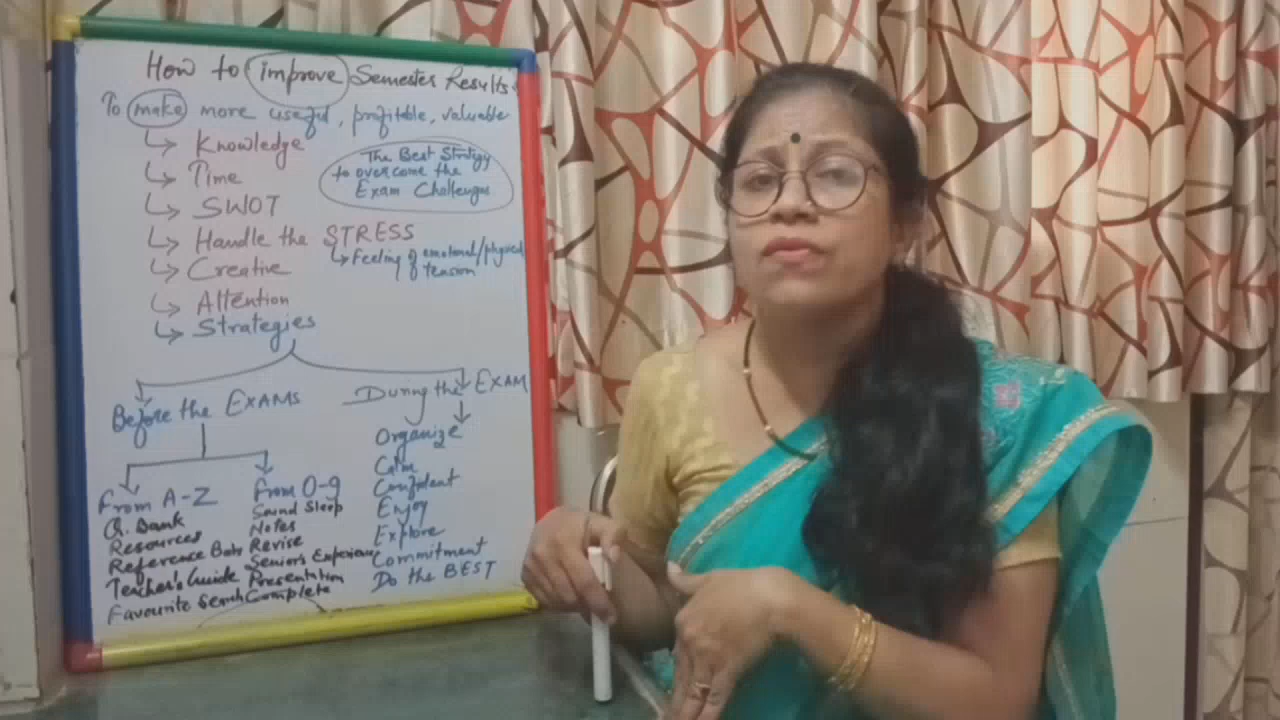 How to improve Semester Results
To make more useful, profitable, valuable
↳ Knowledge
↳ Time
↳ SWOT
↳ Handle the STRESS
↳ Feeling of emotional/physical tension
↳ Creative
↳ Attention
↳ Strategies
The Best Strategy
to overcome the
Exam Challenges
Before the EXAMS
From A-Z
Q. Bank
Resources
Reference
Teacher's Guide
Favourite
From 0-9
Sound Sleep
Notes
Revise
Senior's Experience
Presentation
Complete
During the EXAM
Organize
Calm
Confident
Enjoy
Explore
Commitment
Do the BEST